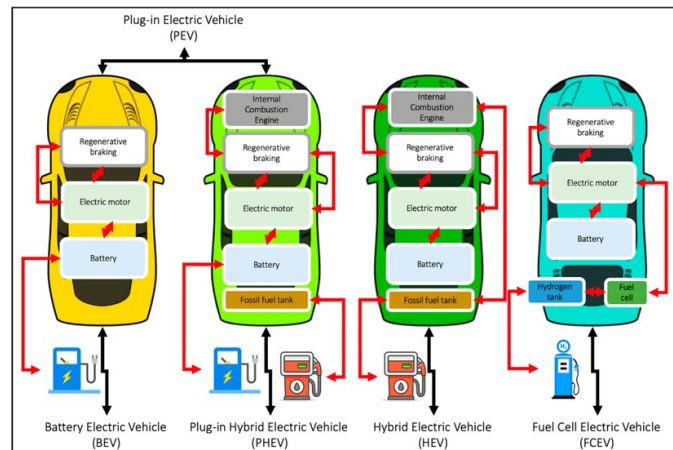 Plug-in Electric Vehicle
(PEV)
Regenerative
braking
Electric motor
Battery
Internal
Combustion
Engine
Regenerative
braking
Electric motor
Battery
Fossil fuel tank
Internal
Combustion
Engine
Regenerative
braking
Electric motor
Battery
Fossil fuel tank
Regenerative
braking
Electric motor
Battery
Hydrogen
tank
Fuel
cell
H₂
Battery Electric Vehicle
(BEV)
Plug-in Hybrid Electric Vehicle
(PHEV)
Hybrid Electric Vehicle
(HEV)
Fuel Cell Electric Vehicle
(FCEV)